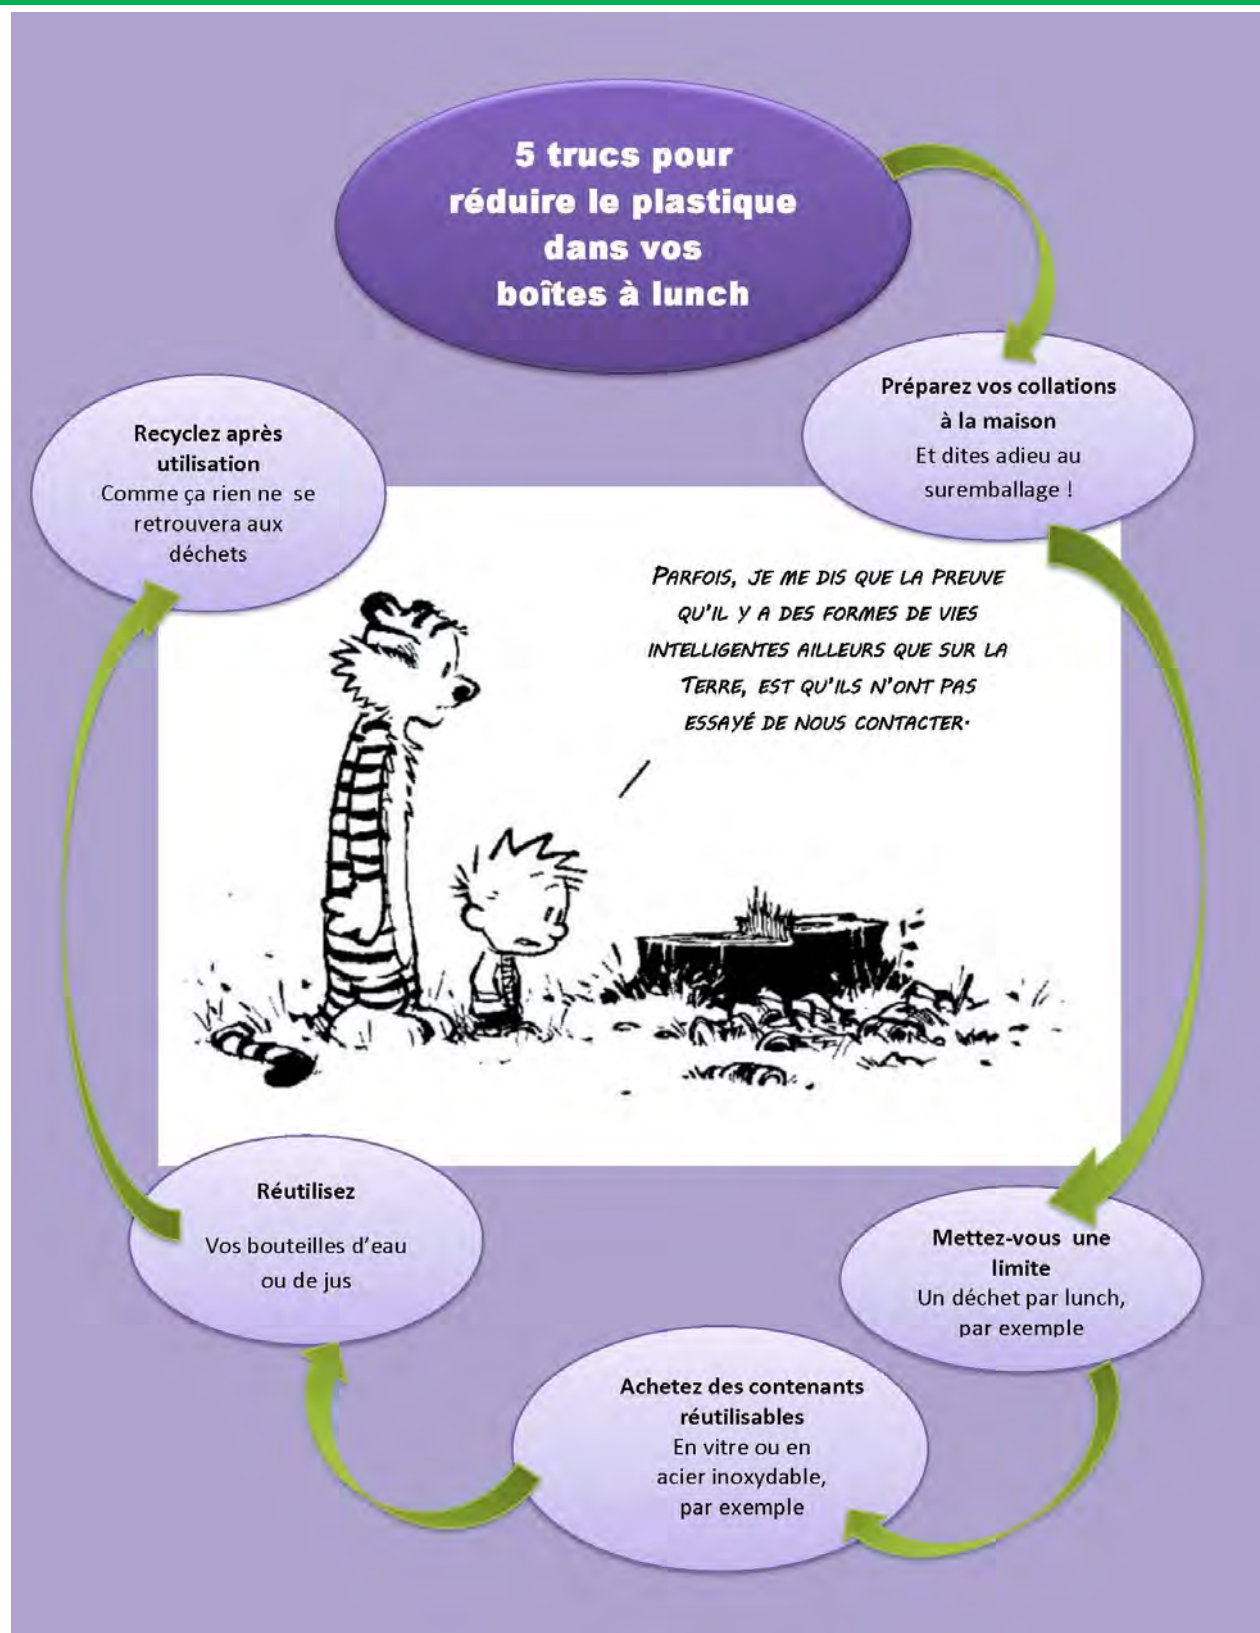 5 trucs pour
réduire le plastique
dans vos
boîtes à lunch
Préparez vos collations
à la maison
Et dites adieu au
suremballage !
Recyclez après
utilisation
Comme ça rien ne se
retrouvera aux
déchets
PARFOIS, JE ME DIS QUE LA PREUVE
QU'IL Y A DES FORMES DE VIES
INTELLIGENTES AILLEURS QUE SUR LA
TERRE, EST QU'ILS N'ONT PAS
ESSAYÉ DE NOUS CONTACTER.
Réutilisez
Vos bouteilles d'eau
ou de jus
Mettez-vous une
limite
Un déchet par lunch,
par exemple
Achetez des contenants
réutilisables
En vitre ou en
acier inoxydable,
par exemple